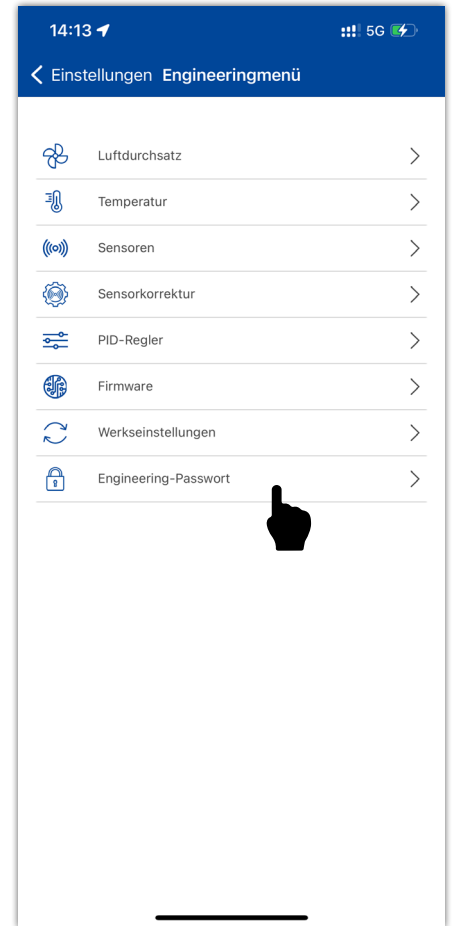 14:13 5G
Einstellungen Engineeringmenü
Luftdurchsatz
Temperatur
Sensoren
Sensorkorrektur
PID-Regler
Firmware
Werkseinstellungen
Engineering-Passwort